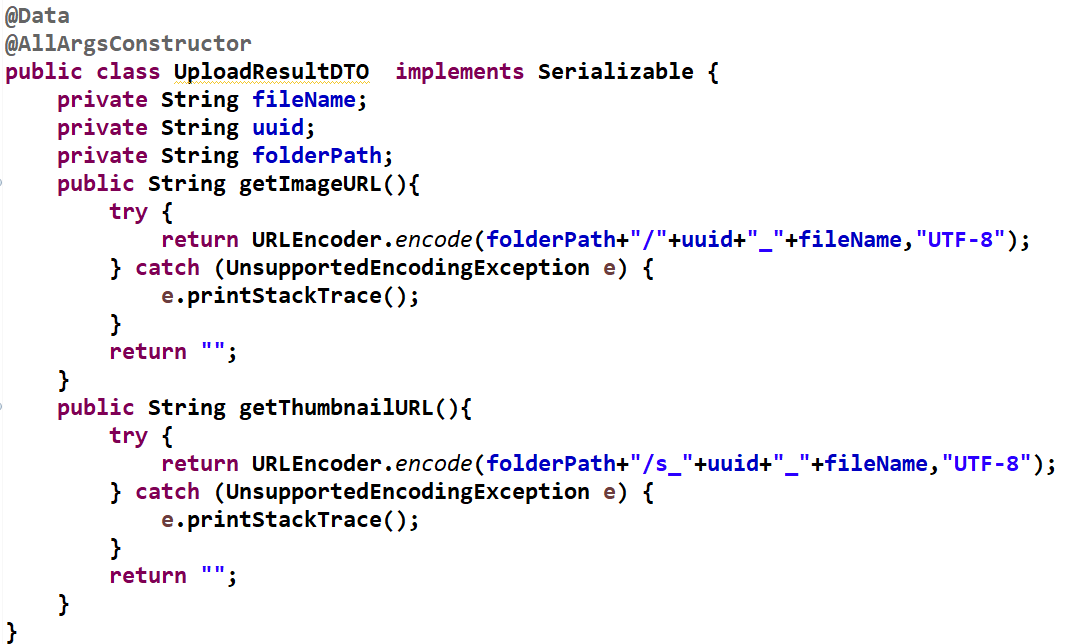 @Data
@AllArgsConstructor
public class UploadResultDTO  implements Serializable {
    private String fileName;
    private String uuid;
    private String folderPath;
    public String getImageURL(){
        try {
            return URLEncoder.encode(folderPath+"/"+uuid+"_"+fileName,"UTF-8");
        } catch (UnsupportedEncodingException e) {
            e.printStackTrace();
        }
        return "";
    }
    public String getThumbnailURL(){
        try {
            return URLEncoder.encode(folderPath+"/s_"+uuid+"_"+fileName,"UTF-8");
        } catch (UnsupportedEncodingException e) {
            e.printStackTrace();
        }
        return "";
    }
}